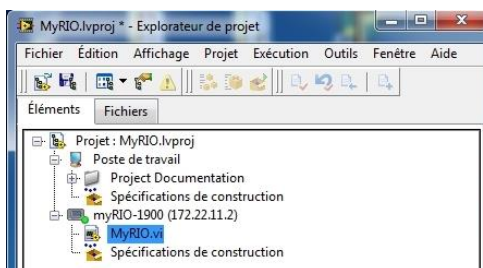 MyRIO.lvproj * - Explorateur de projet
Fichier Édition Affichage Projet Exécution Outils Fenêtre Aide
Éléments Fichiers
Projet : MyRIO.lvproj
Poste de travail
Project Documentation
Spécifications de construction
myRIO-1900 (172.22.11.2)
MyRIO.vi
Spécifications de construction